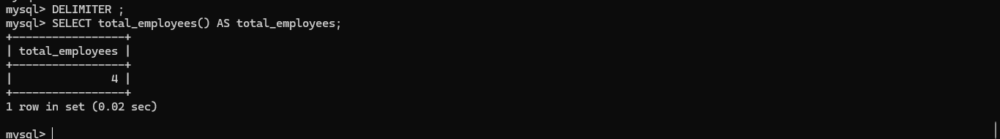 mysql> DELIMITER ;
mysql> SELECT total_employees() AS total_employees;
+-----------------+
| total_employees |
+-----------------+
|               4 |
+-----------------+
1 row in set (0.02 sec)
mysql>